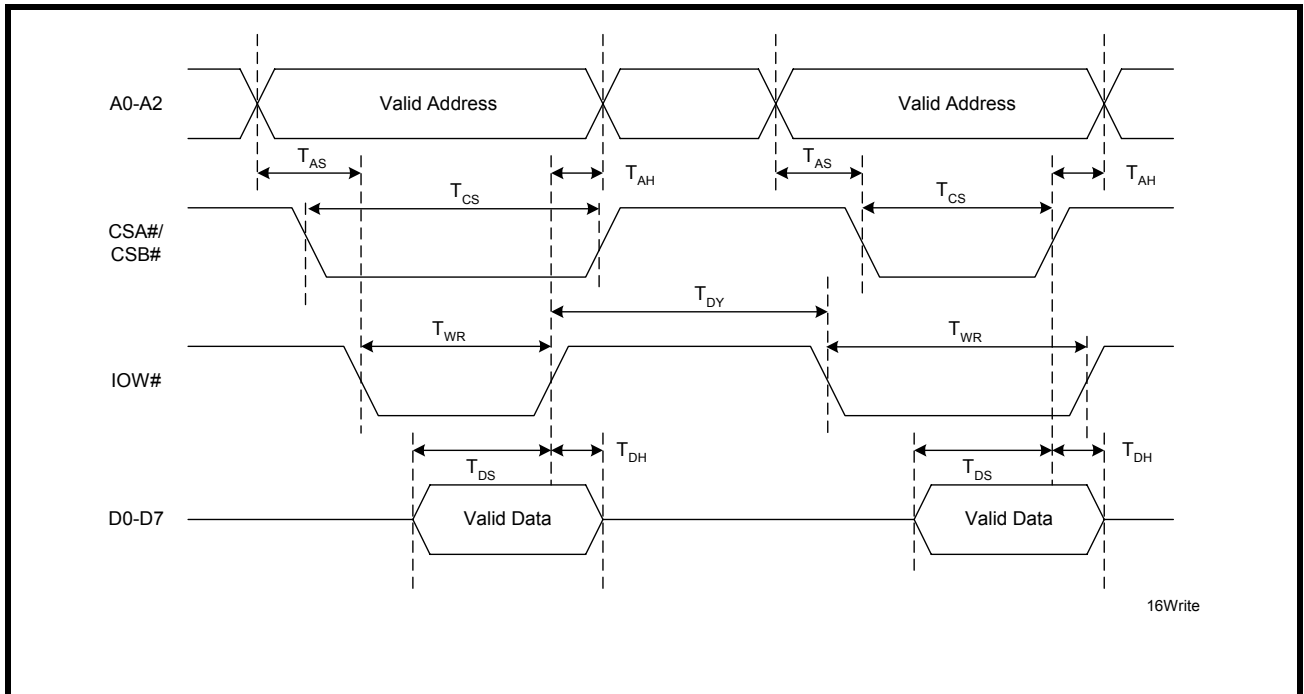 A0-A2
Valid Address
Valid Address
TAS
TAH
TAS
TAH
TCS
TCS
CSA#/
CSB#
TDY
TWR
TWR
IOW#
TDS
TDH
TDS
TDH
D0-D7
Valid Data
Valid Data
16Write